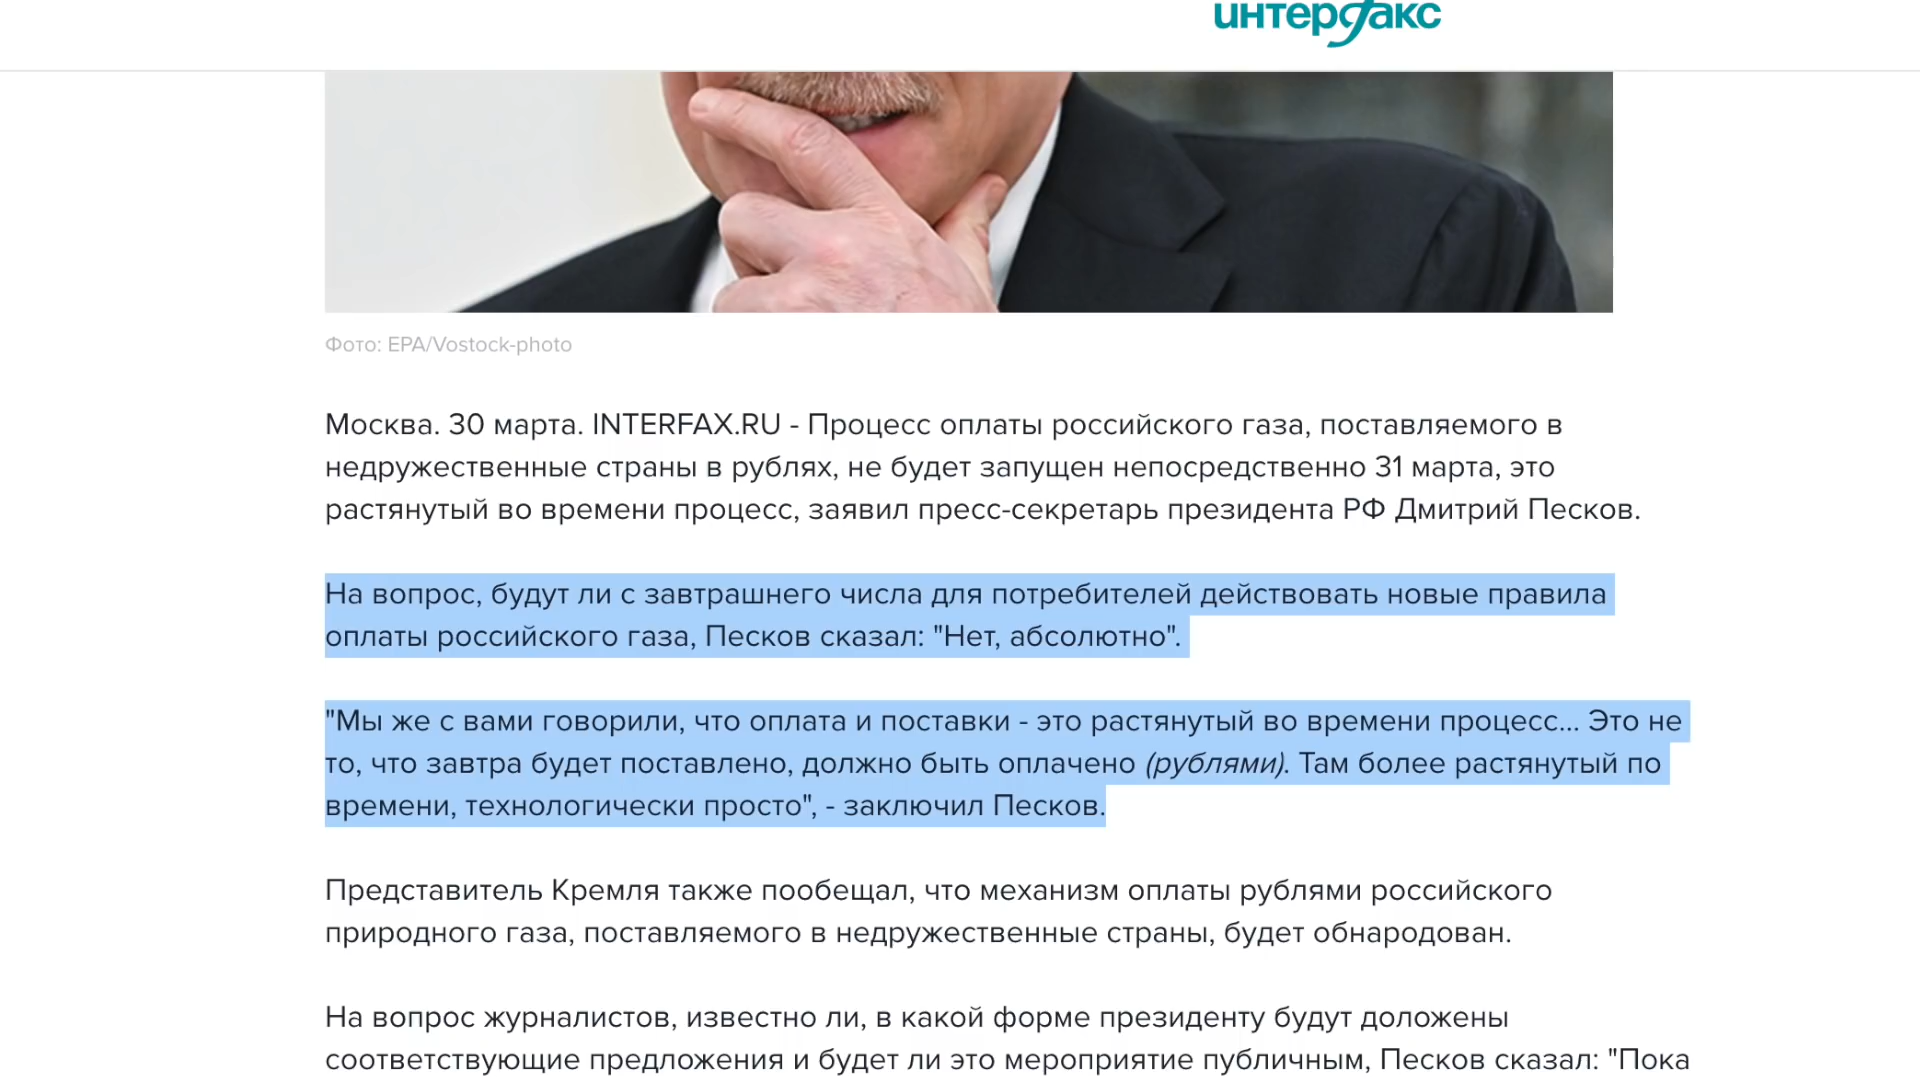 интерфакс
Фото: EPA/Vostock-photo
Москва. 30 марта. INTERFAX.RU - Процесс оплаты российского газа, поставляемого в
недружественные страны в рублях, не будет запущен непосредственно 31 марта, это
растянутый во времени процесс, заявил пресс-секретарь президента РФ Дмитрий Песков.
На вопрос, будут ли с завтрашнего числа для потребителей действовать новые правила
оплаты российского газа, Песков сказал: "Нет, абсолютно".
"Мы же с вами говорили, что оплата и поставки - это растянутый во времени процесс... Это не
то, что завтра будет поставлено, должно быть оплачено (рублями). Там более растянутый по
времени, технологически просто", - заключил Песков.
Представитель Кремля также пообещал, что механизм оплаты рублями российского
природного газа, поставляемого в недружественные страны, будет обнародован.
На вопрос журналистов, известно ли, в какой форме президенту будут доложены
соответствующие предложения и будет ли это мероприятие публичным, Песков сказал: "Пока